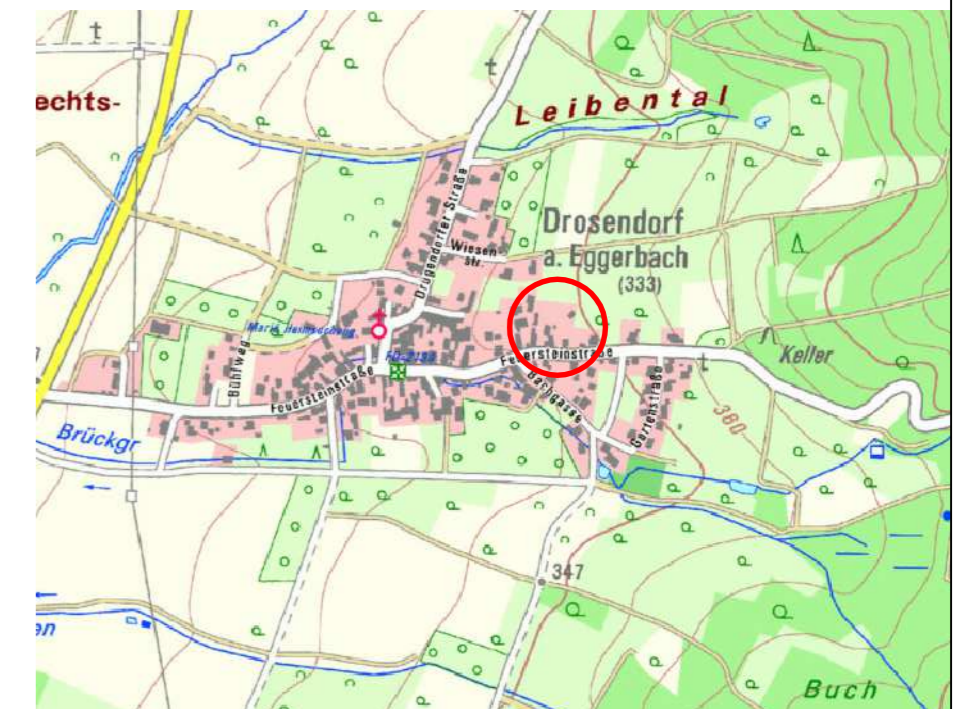 echts-
Leibental
Drosendorf
a. Eggerbach
(333)
Drugendorfer Straße
Wiesen-
str.
Feuersteinstraße
Keller
Bühlweg
Feuersteinstraße
Bachgasse
Gartenstraße
380
Brückgr
347
en
Buch